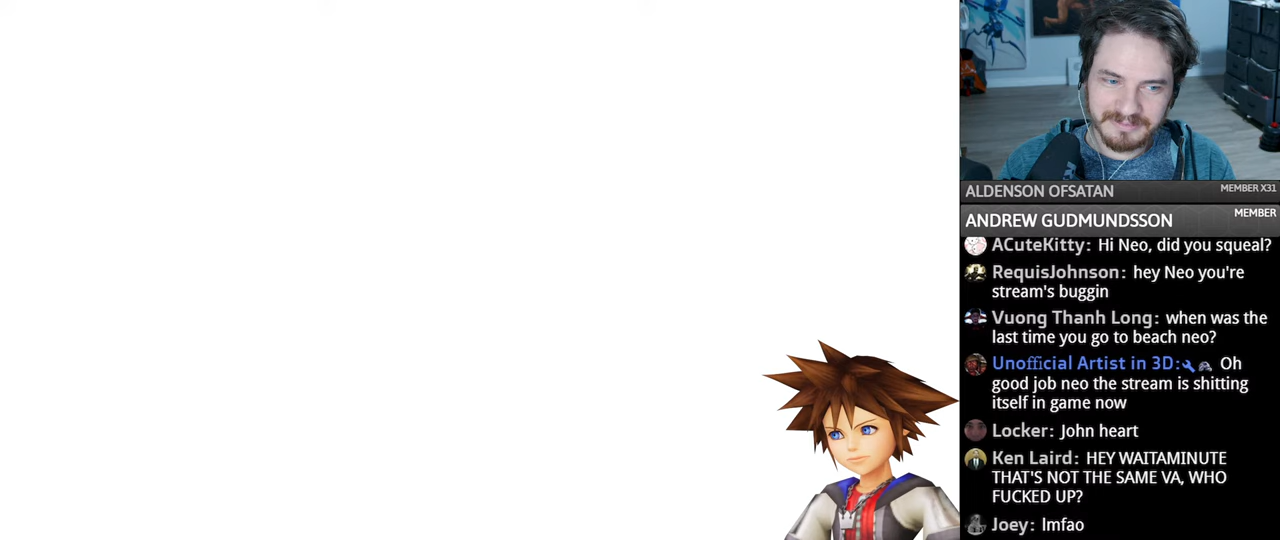 ALDENSON OFSATAN MEMBER X31
ANDREW GUDMUNDSSON MEMBER
ACuteKitty: Hi Neo, did you squeal?
RequisJohnson: hey Neo you're
stream's buggin
Vuong Thanh Long: when was the
last time you go to beach neo?
Unofficial Artist in 3D: Oh
good job neo the stream is shitting
itself in game now
Locker: John heart
Ken Laird: HEY WAITAMINUTE
THAT'S NOT THE SAME VA, WHO
FUCKED UP?
Joey: lmfao